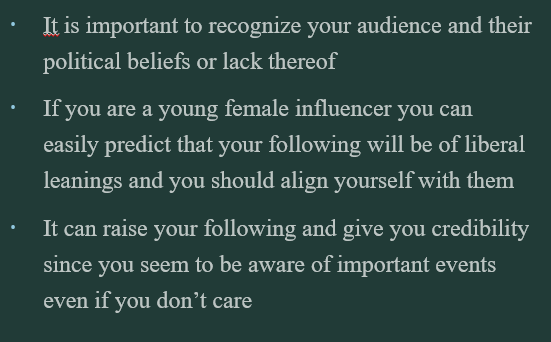 • It is important to recognize your audience and their
political beliefs or lack thereof
• If you are a young female influencer you can
easily predict that your following will be of liberal
leanings and you should align yourself with them
• It can raise your following and give you credibility
since you seem to be aware of important events
even if you don’t care